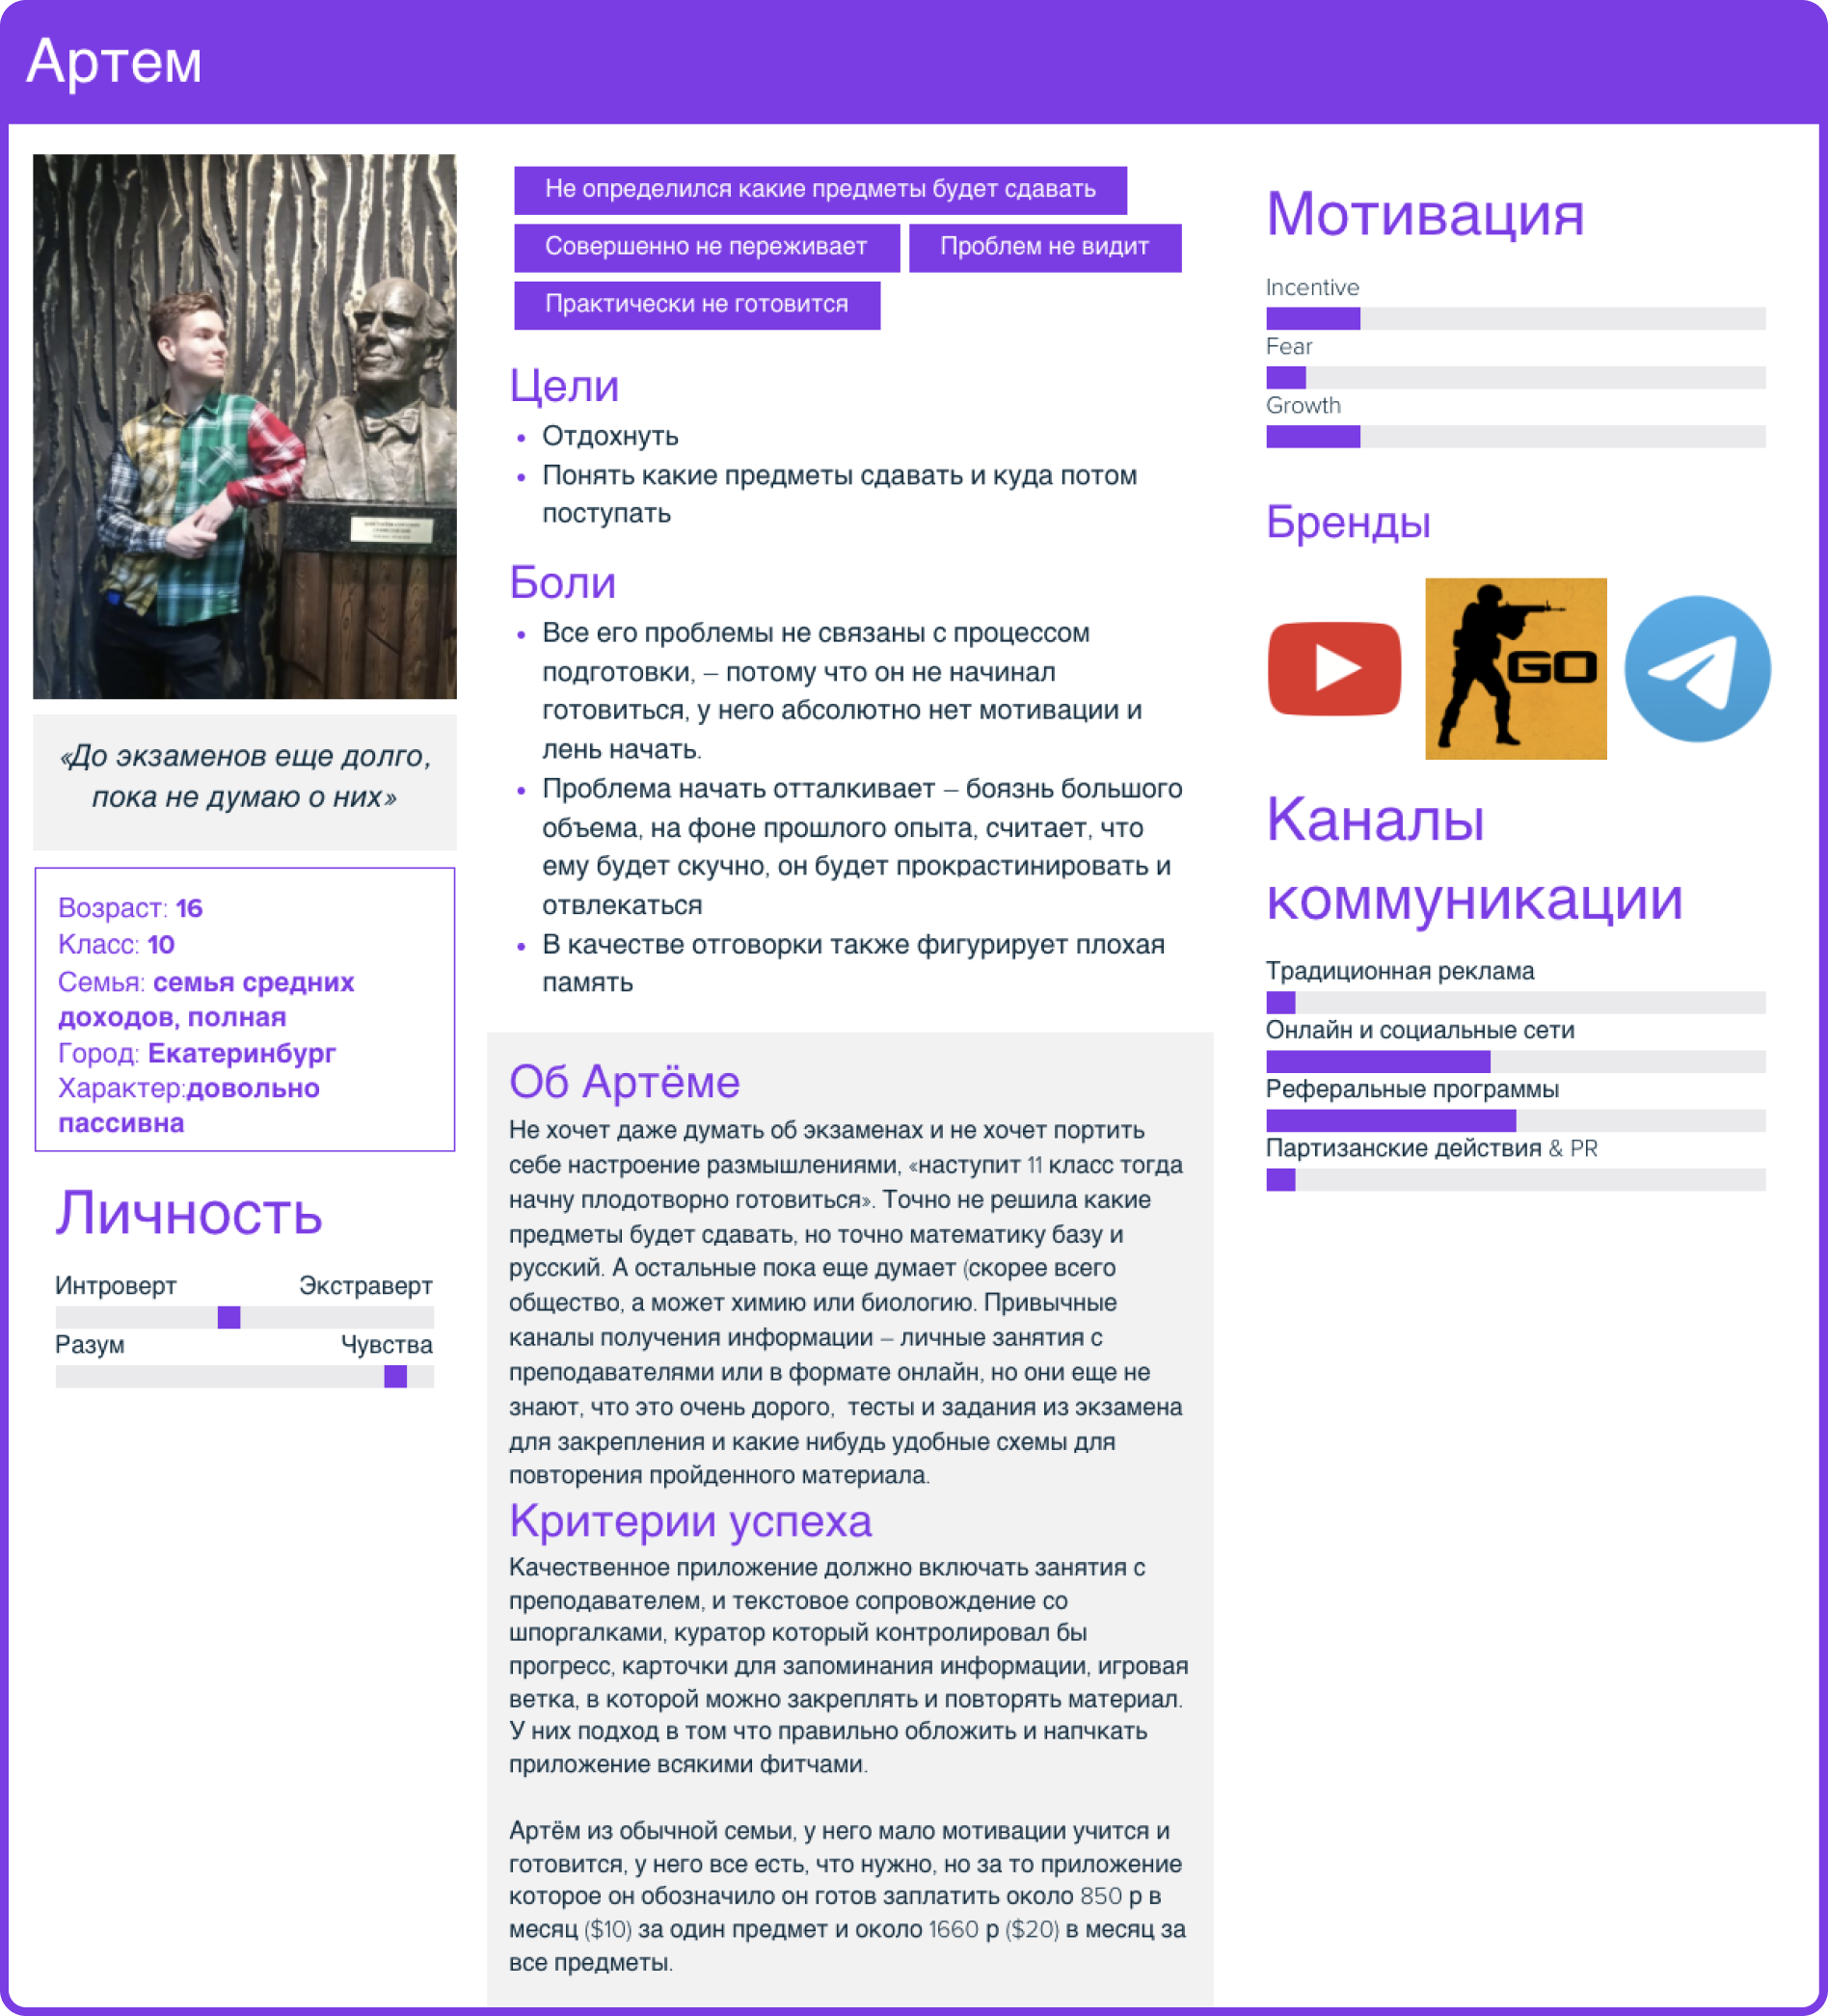 Артем
«До экзаменов еще долго,
пока не думаю о них»
Возраст: 16
Класс: 10
Семья: семья средних
доходов, полная
Город: Екатеринбург
Характер:довольно
пассивна
Личность
Интроверт Экстраверт
Разум Чувства
Не определился какие предметы будет сдавать
Совершенно не переживает Проблем не видит
Практически не готовится
Цели
• Отдохнуть
• Понять какие предметы сдавать и куда потом
поступать
Боли
• Все его проблемы не связаны с процессом
подготовки, – потому что он не начинал
готовиться, у него абсолютно нет мотивации и
лень начать.
• Проблема начать отталкивает – боязнь большого
объема, на фоне прошлого опыта, считает, что
ему будет скучно, он будет прокрастинировать и
отвлекаться
• В качестве отговорки также фигурирует плохая
память
Об Артёме
Не хочет даже думать об экзаменах и не хочет портить
себе настроение размышлениями, «наступит 11 класс тогда
начну плодотворно готовиться». Точно не решила какие
предметы будет сдавать, но точно математику базу и
русский. А остальные пока еще думает (скорее всего
общество, а может химию или биологию. Привычные
каналы получения информации – личные занятия с
преподавателями или в формате онлайн, но они еще не
знают, что это очень дорого,  тесты и задания из экзамена
для закрепления и какие нибудь удобные схемы для
повторения пройденного материала.
Критерии успеха
Качественное приложение должно включать занятия с
преподавателем, и текстовое сопровождение со
шпоргалками, куратор который контролировал бы
прогресс, карточки для запоминания информации, игровая
ветка, в которой можно закреплять и повторять материал.
У них подход в том что правильно обложить и напчкать
приложение всякими фитчами.
Артём из обычной семьи, у него мало мотивации учится и
готовится, у него все есть, что нужно, но за то приложение
которое он обозначило он готов заплатить около 850 р в
месяц ($10) за один предмет и около 1660 р ($20) в месяц за
все предметы.
Мотивация
Incentive
Fear
Growth
Бренды
GO
Каналы
коммуникации
Традиционная реклама
Онлайн и социальные сети
Реферальные программы
Партизанские действия & PR